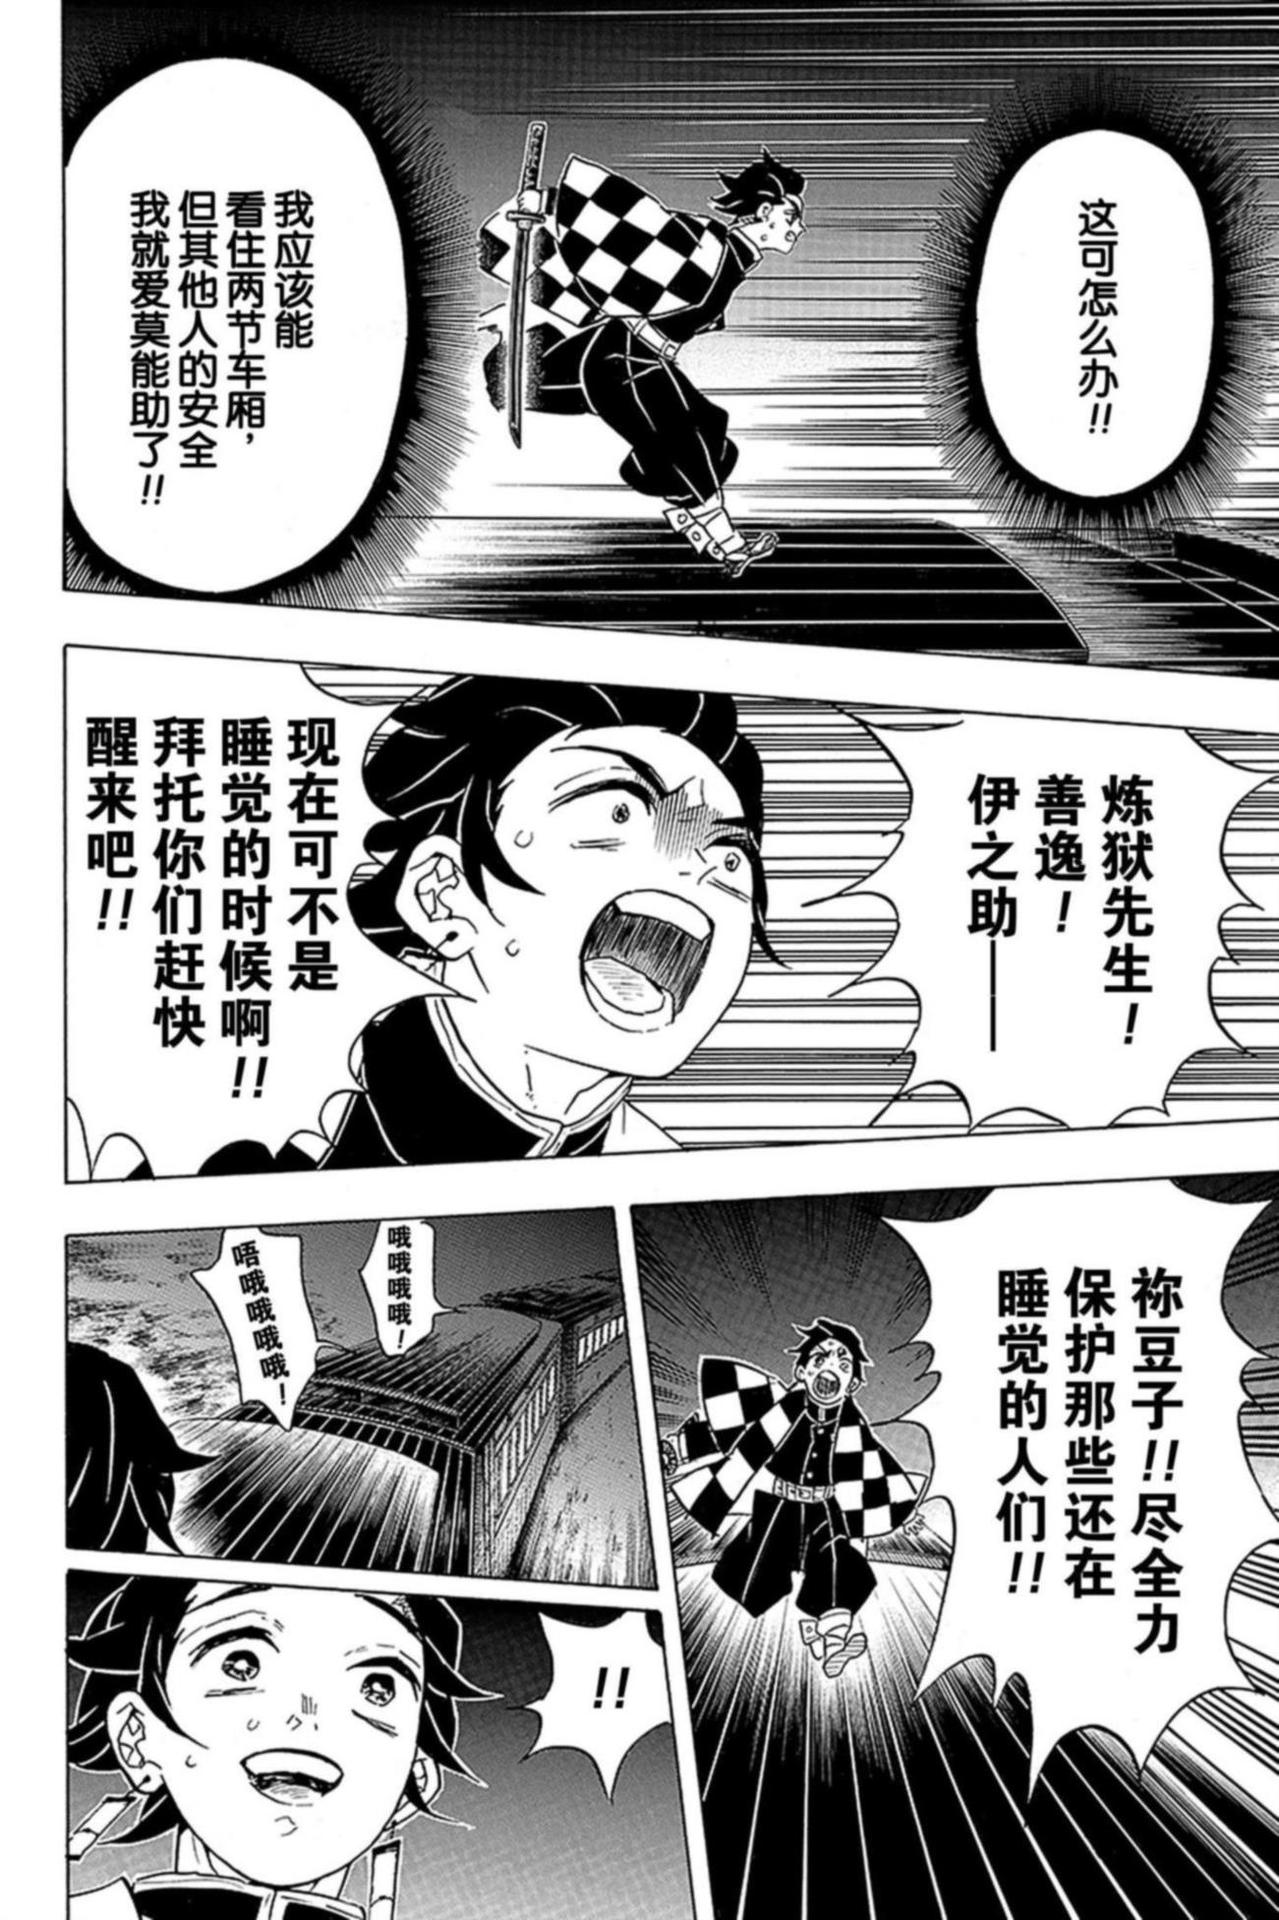 这可怎么办!!
我应该能
看住两节车厢，
但其他人的安全
我就爱莫能助了!!
炼狱先生！
善逸！
伊之助——
现在可不是
睡觉的时候啊!!
拜托你们赶快
醒来吧!!
祢豆子!!尽全力
保护那些还在
睡觉的人们!!
哦哦哦哦！
唔哦哦哦哦！
!!